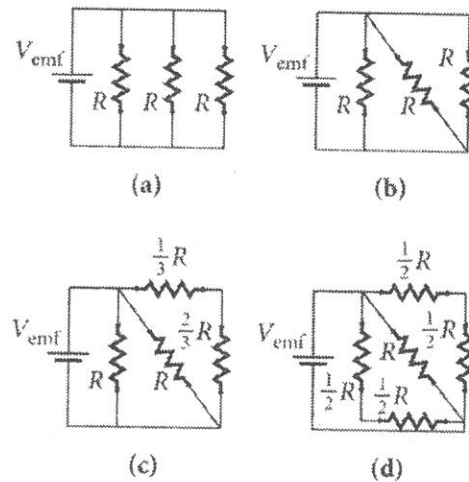 V_emf R R R
(a)
V_emf R R R
(b)
V_emf R R 1/3 R 2/3 R
(c)
V_emf 1/2 R 1/2 R R 1/2 R 1/2 R
(d)